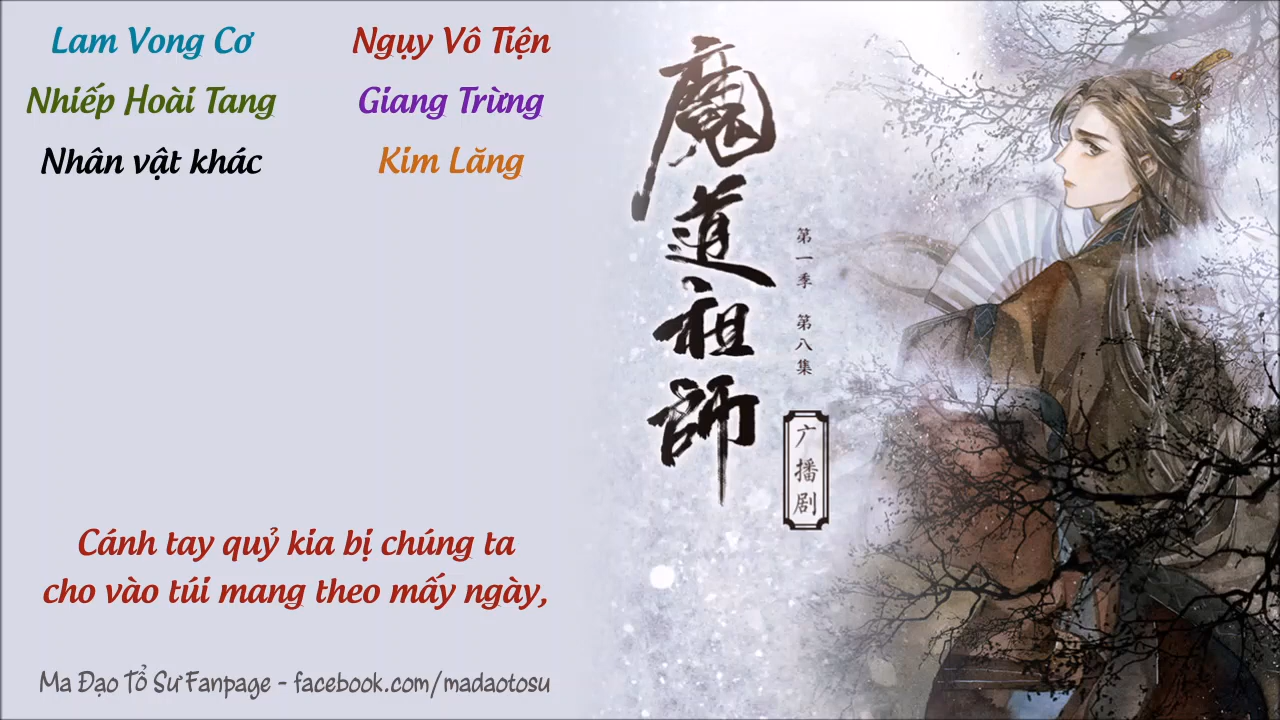 Lam Vong Cơ
Ngụy Vô Tiện
Nhiếp Hoài Tang
Giang Trừng
Nhân vật khác
Kim Lăng
魔道祖師
第一季 第八集
广播剧
Cánh tay quỷ kia bị chúng ta
cho vào túi mang theo mấy ngày,
Ma Đạo Tổ Sư Fanpage - facebook.com/madaotosu